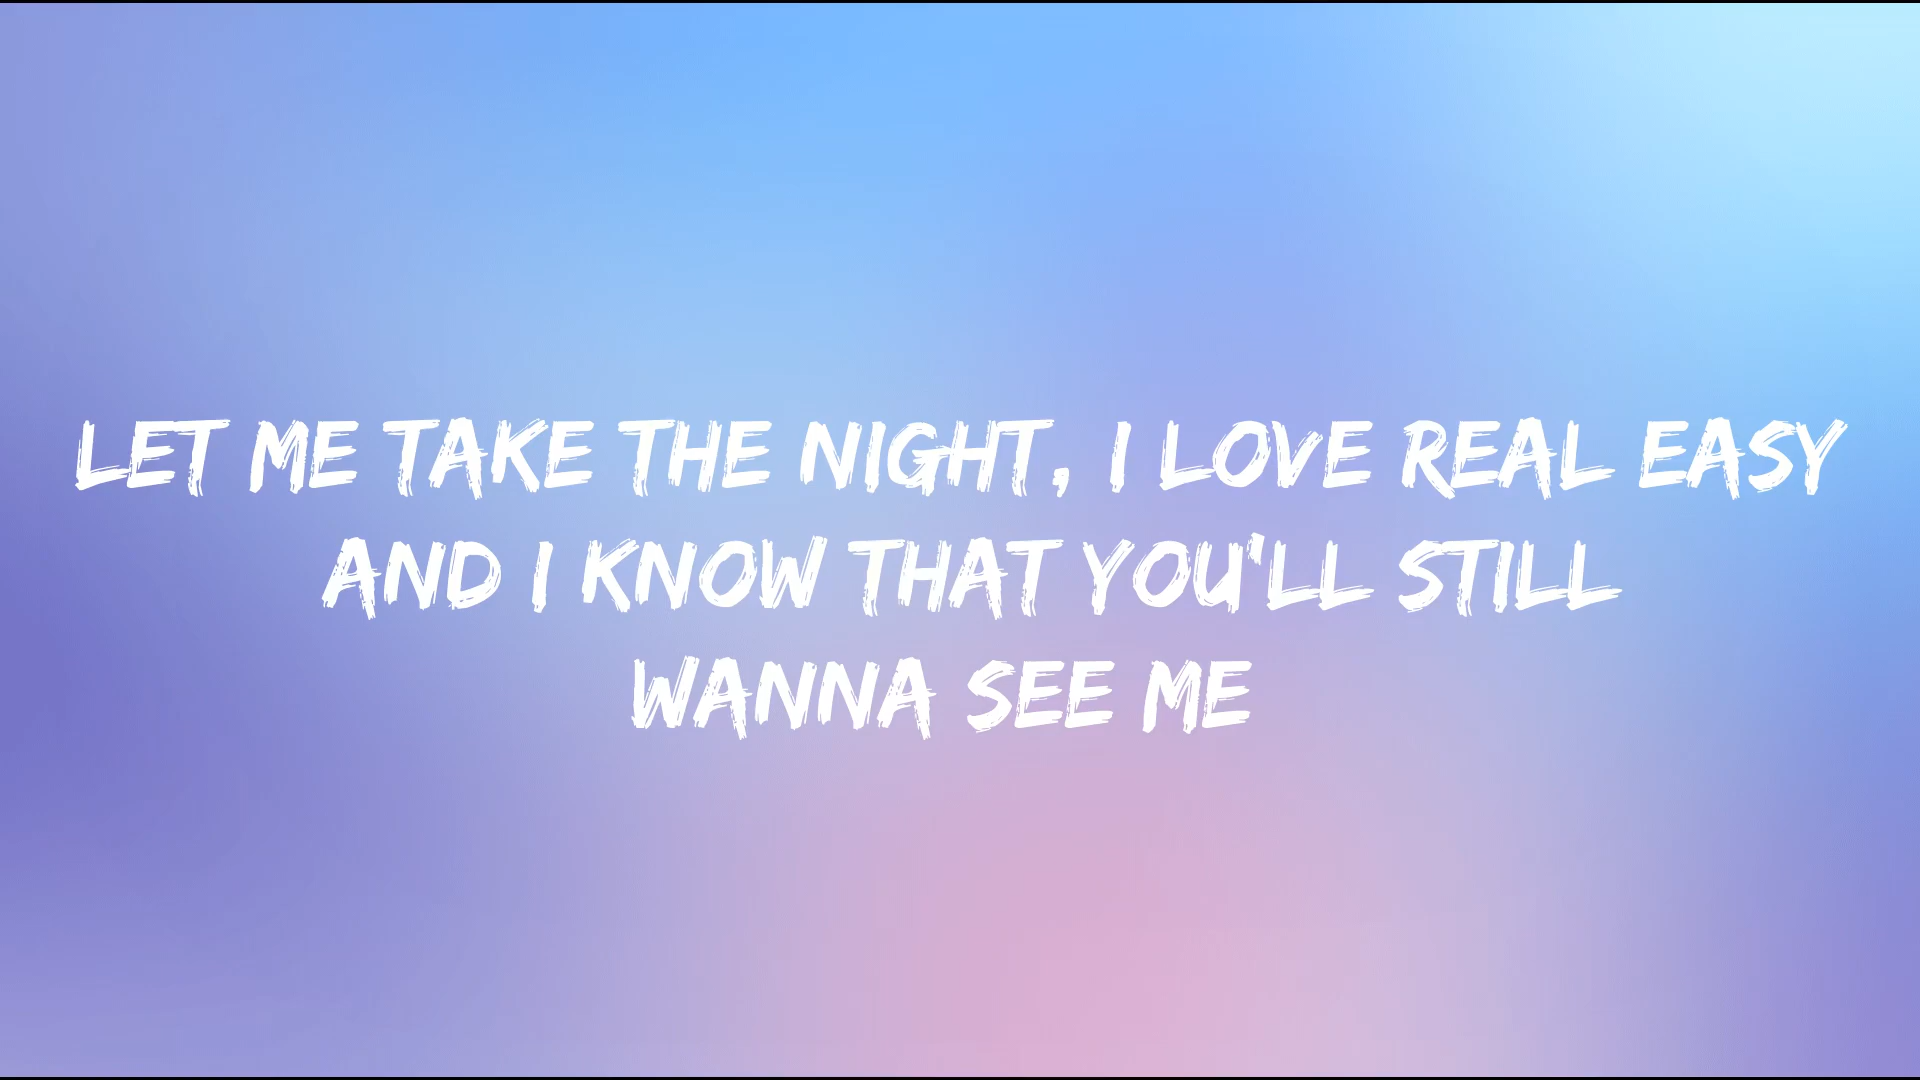 LET ME TAKE THE NIGHT, I LOVE REAL EASY
AND I KNOW THAT YOU'LL STILL
WANNA SEE ME